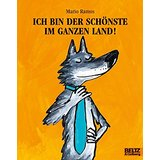 Mario Ramos
ICH BIN DER SCHÖNSTE
IM GANZEN LAND!
BELTZ